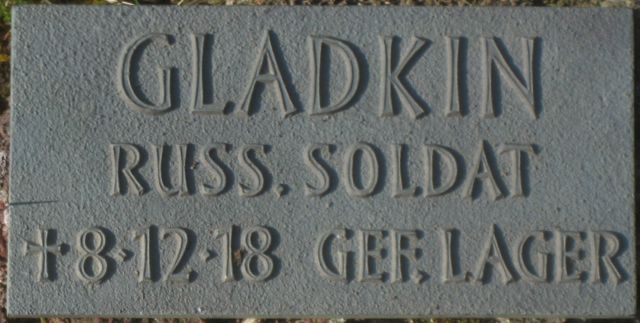 GLADKIN
RUSS. SOLDAT
✝8·12·18 GEF. LAGER